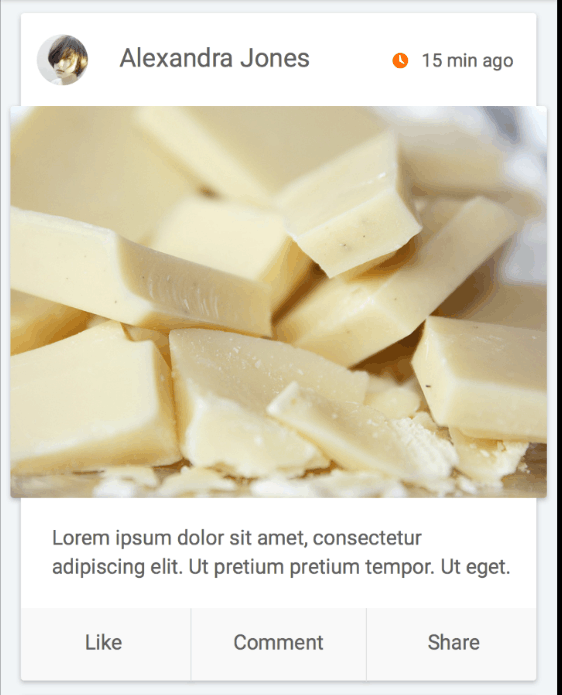 Alexandra Jones
15 min ago
Lorem ipsum dolor sit amet, consectetur
adipiscing elit. Ut pretium pretium tempor. Ut eget.
Like
Comment
Share